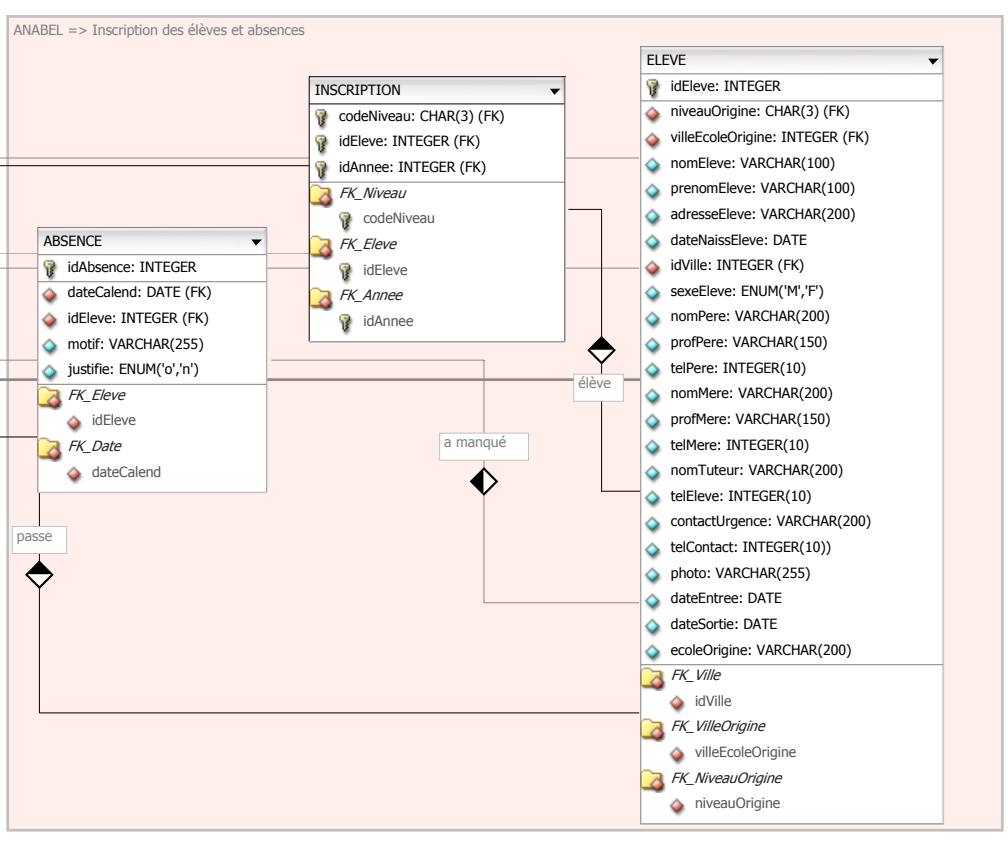 ANABEL => Inscription des élèves et absences
INSCRIPTION
codeNiveau: CHAR(3) (FK)
idEleve: INTEGER (FK)
idAnnee: INTEGER (FK)
FK_Niveau
codeNiveau
FK_Eleve
idEleve
FK_Annee
idAnnee
ABSENCE
idAbsence: INTEGER
dateCalend: DATE (FK)
idEleve: INTEGER (FK)
motif: VARCHAR(255)
justifie: ENUM('o','n')
FK_Eleve
idEleve
FK_Date
dateCalend
passe
a manqué
élève
ELEVE
idEleve: INTEGER
niveauOrigine: CHAR(3) (FK)
villeEcoleOrigine: INTEGER (FK)
nomEleve: VARCHAR(100)
prenomEleve: VARCHAR(100)
adresseEleve: VARCHAR(200)
dateNaissEleve: DATE
idVille: INTEGER (FK)
sexeEleve: ENUM('M','F')
nomPere: VARCHAR(200)
profPere: VARCHAR(150)
telPere: INTEGER(10)
nomMere: VARCHAR(200)
profMere: VARCHAR(150)
telMere: INTEGER(10)
nomTuteur: VARCHAR(200)
telEleve: INTEGER(10)
contactUrgence: VARCHAR(200)
telContact: INTEGER(10))
photo: VARCHAR(255)
dateEntree: DATE
dateSortie: DATE
ecoleOrigine: VARCHAR(200)
FK_Ville
idVille
FK_VilleOrigine
villeEcoleOrigine
FK_NiveauOrigine
niveauOrigine